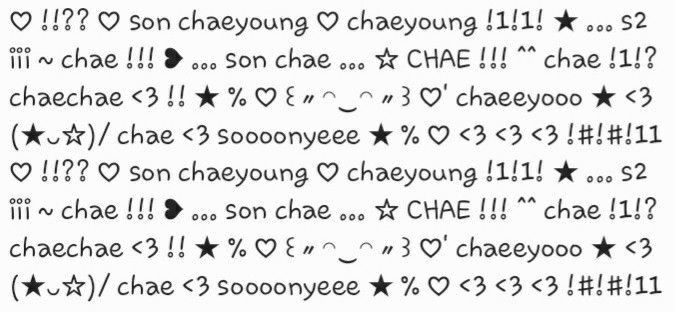 ♡ !!?? ♡ son chaeyoung ♡ chaeyoung !1!1! ★ ... s2
iïi ~ chae !!! ❥ ... son chae ... ☆ CHAE !!! ^^ chae !1!?
chaechae <3 !! ★ % ♡ ꒰ 〃 ◠‿◠ 〃 ꒱ ♡' chaeeyooo ★ <3
(★ᴗ☆)/ chae <3 soooonyeee ★ % ♡ <3 <3 <3 !#!#!11
♡ !!?? ♡ son chaeyoung ♡ chaeyoung !1!1! ★ ... s2
iïi ~ chae !!! ❥ ... son chae ... ☆ CHAE !!! ^^ chae !1!?
chaechae <3 !! ★ % ♡ ꒰ 〃 ◠‿◠ 〃 ꒱ ♡' chaeeyooo ★ <3
(★ᴗ☆)/ chae <3 soooonyeee ★ % ♡ <3 <3 <3 !#!#!11